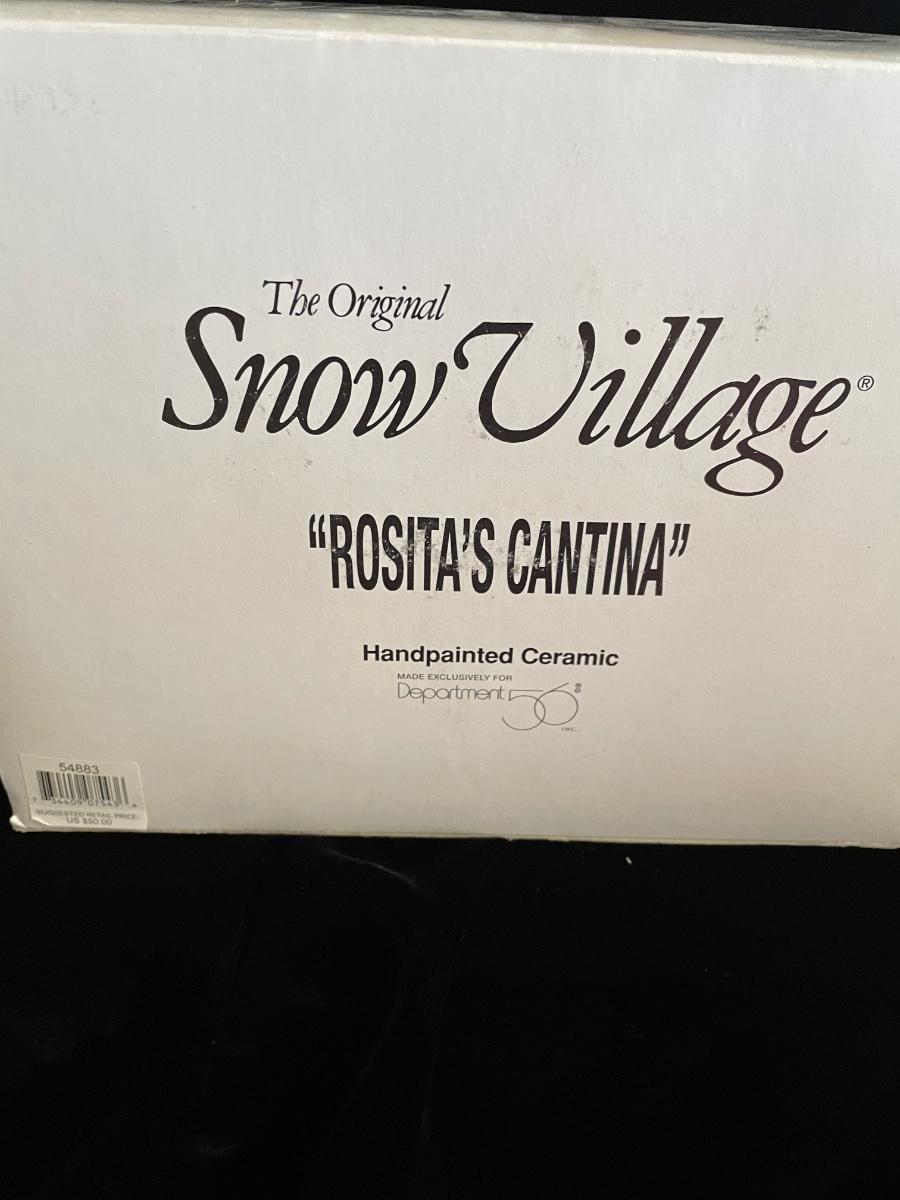 The Original
Snow Village®
“ROSITA’S CANTINA”
Handpainted Ceramic
MADE EXCLUSIVELY FOR
Department 56®
INC.
54883
SUGGESTED RETAIL PRICE:
US $50.00